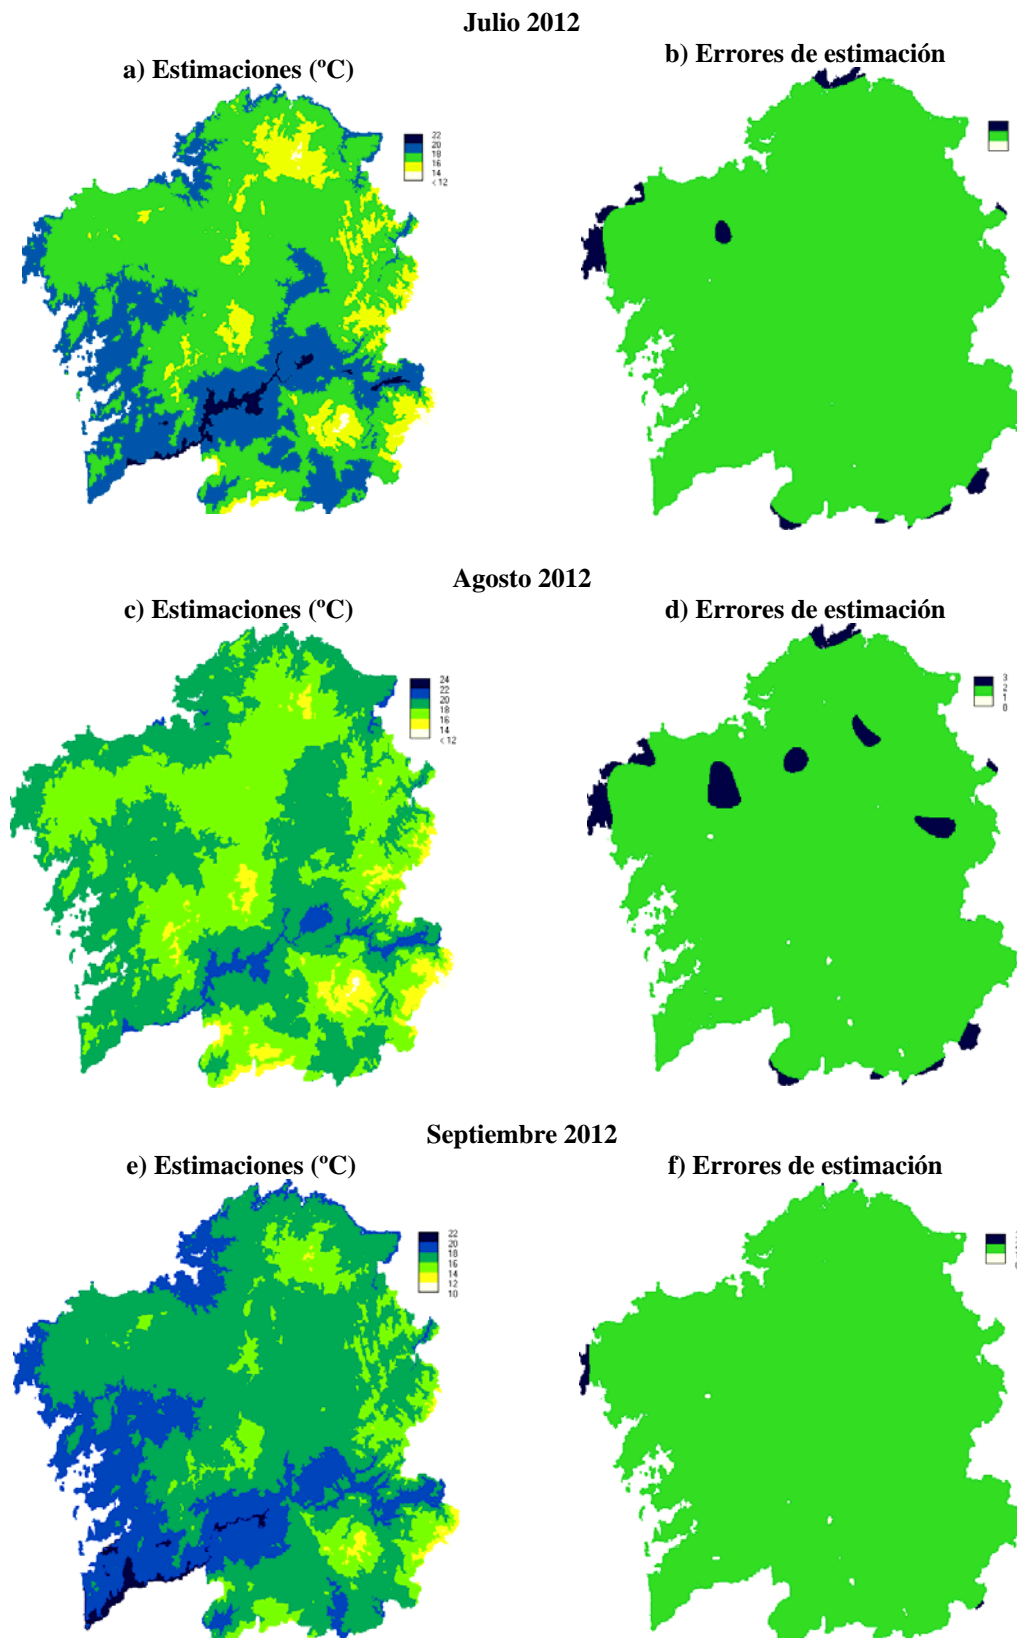 Julio 2012
a) Estimaciones (ºC)
b) Errores de estimación
22
20
18
16
14
< 12
Agosto 2012
c) Estimaciones (ºC)
d) Errores de estimación
24
22
20
18
16
14
< 12
3
2
1
0
Septiembre 2012
e) Estimaciones (ºC)
f) Errores de estimación
22
20
18
16
14
12
10